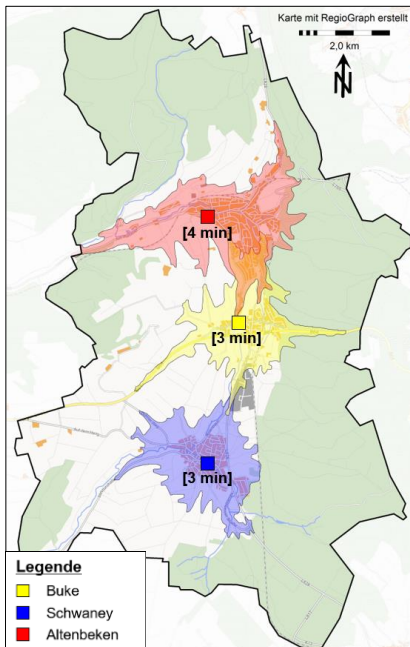 Karte mit RegioGraph erstellt
2,0 km
N
[4 min]
[3 min]
[3 min]
Legende
Buke
Schwaney
Altenbeken